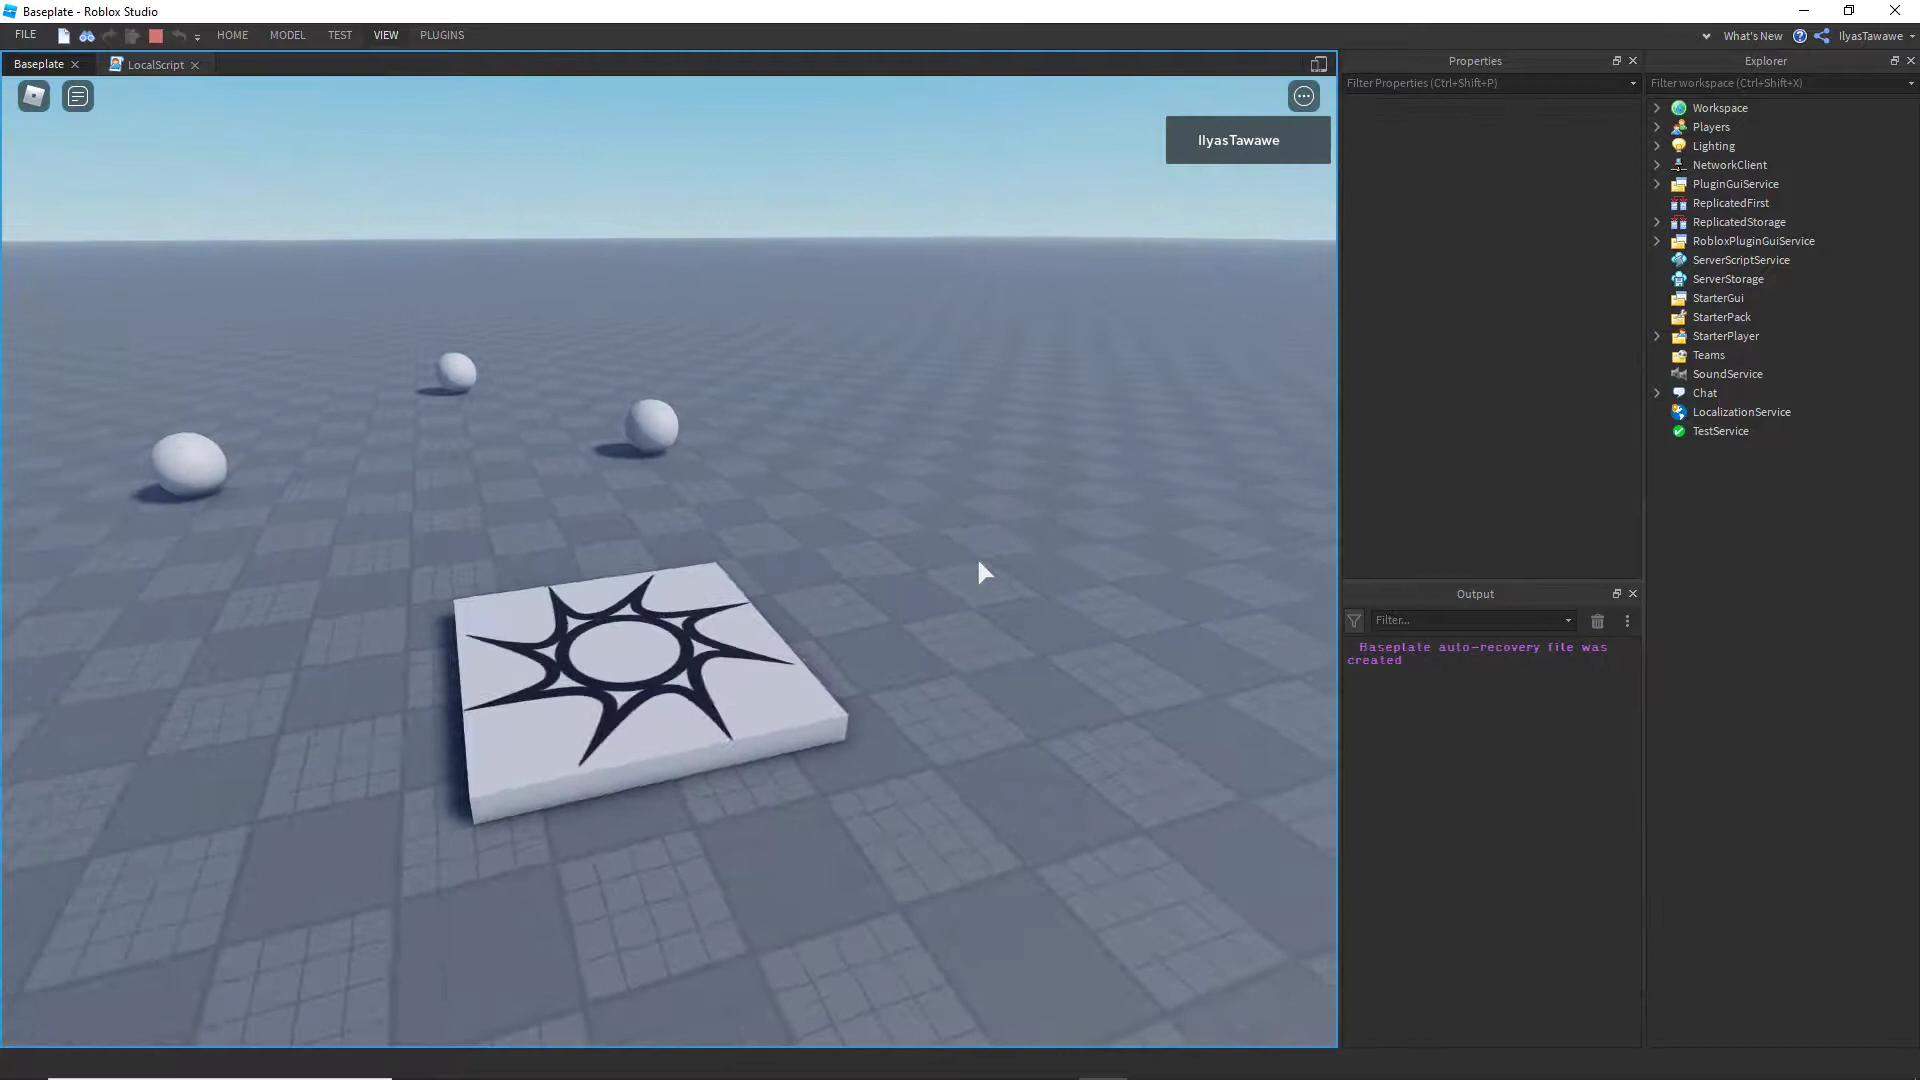 Baseplate - Roblox Studio
FILE
HOME
MODEL
TEST
VIEW
PLUGINS
What's New
IlyasTawawe
Baseplate
LocalScript
IlyasTawawe
Properties
Filter Properties (Ctrl+Shift+P)
Output
Filter...
Baseplate auto-recovery file was
created
Explorer
Filter workspace (Ctrl+Shift+X)
Workspace
Players
Lighting
NetworkClient
PluginGuiService
ReplicatedFirst
ReplicatedStorage
RobloxPluginGuiService
ServerScriptService
ServerStorage
StarterGui
StarterPack
StarterPlayer
Teams
SoundService
Chat
LocalizationService
TestService